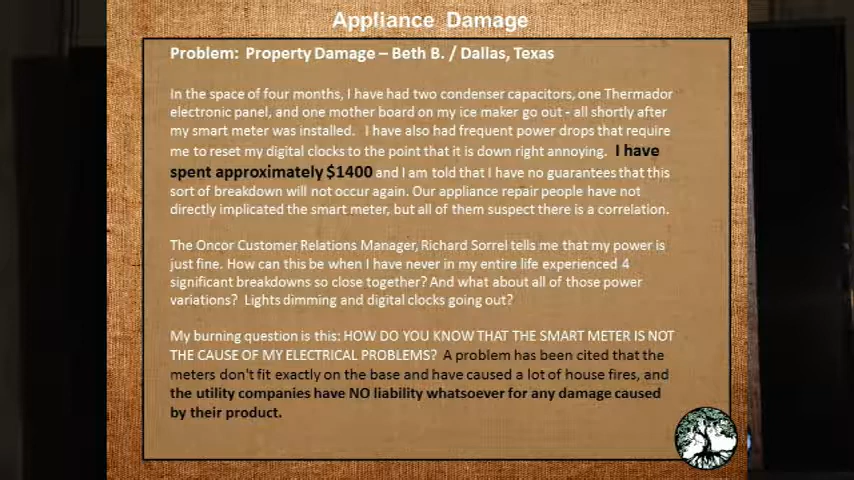 Appliance Damage
Problem: Property Damage – Beth B. / Dallas, Texas
In the space of four months, I have had two condenser capacitors, one Thermador
electronic panel, and one mother board on my ice maker go out - all shortly after
my smart meter was installed. I have also had frequent power drops that require
me to reset my digital clocks to the point that it is down right annoying. I have
spent approximately $1400 and I am told that I have no guarantees that this
sort of breakdown will not occur again. Our appliance repair people have not
directly implicated the smart meter, but all of them suspect there is a correlation.
The Oncor Customer Relations Manager, Richard Sorrel tells me that my power is
just fine. How can this be when I have never in my entire life experienced 4
significant breakdowns so close together? And what about all of those power
variations? Lights dimming and digital clocks going out?
My burning question is this: HOW DO YOU KNOW THAT THE SMART METER IS NOT
THE CAUSE OF MY ELECTRICAL PROBLEMS? A problem has been cited that the
meters don't fit exactly on the base and have caused a lot of house fires, and
the utility companies have NO liability whatsoever for any damage caused
by their product.